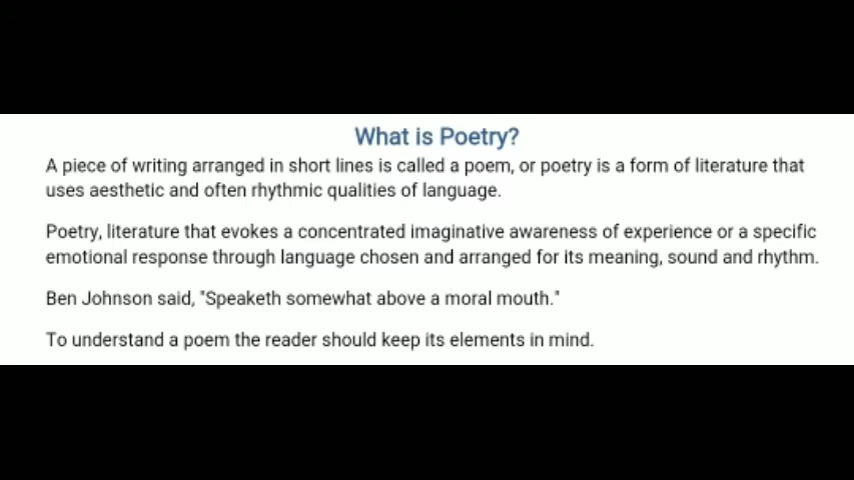 What is Poetry?
A piece of writing arranged in short lines is called a poem, or poetry is a form of literature that
uses aesthetic and often rhythmic qualities of language.
Poetry, literature that evokes a concentrated imaginative awareness of experience or a specific
emotional response through language chosen and arranged for its meaning, sound and rhythm.
Ben Johnson said, "Speaketh somewhat above a moral mouth."
To understand a poem the reader should keep its elements in mind.